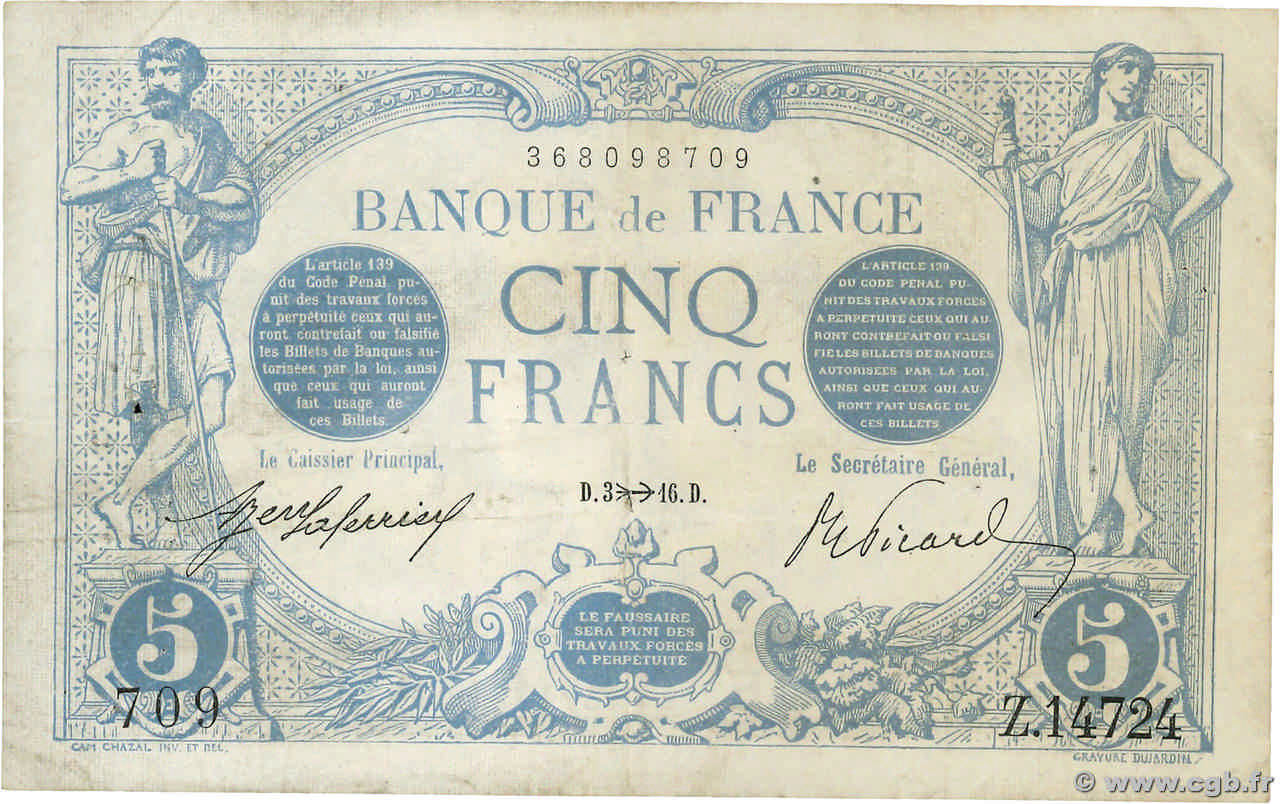 368098709
BANQUE de FRANCE
CINQ
FRANCS
L'article 139
du Code Penal pu-
nit des travaux forcés
à perpétuité ceux qui au-
ront contrefait ou falsifié
les Billets de Banques au-
torisées par la loi, ainsi
que ceux qui auront
fait usage de
ces Billets.
L'ARTICLE 139
DU CODE PENAL PU-
NIT DES TRAVAUX FORCÉS
A PERPÉTUITÉ CEUX QUI AU-
RONT CONTREFAIT OU FALSI
FIÉ LES BILLETS DE BANQUES
AUTORISÉES PAR LA LOI,
AINSI QUE CEUX QUI AU-
RONT FAIT USAGE DE
CES BILLETS.
Le Caissier Principal,
Le Secrétaire Général,
D.3 16.D.
Picard
LE FAUSSAIRE
SERA PUNI DES
TRAVAUX FORCÉS
A PERPÉTUITÉ
5
5
709
Z.14724
CAM CHAZAL INV. ET DEL.
GRAVURE DUJARDIN
© www.cgb.fr